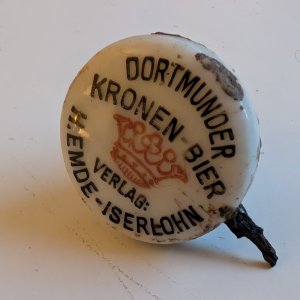 DORTMUNDER
KRONEN-BIER
VERLAG:
H.EMDE-ISERLOHN